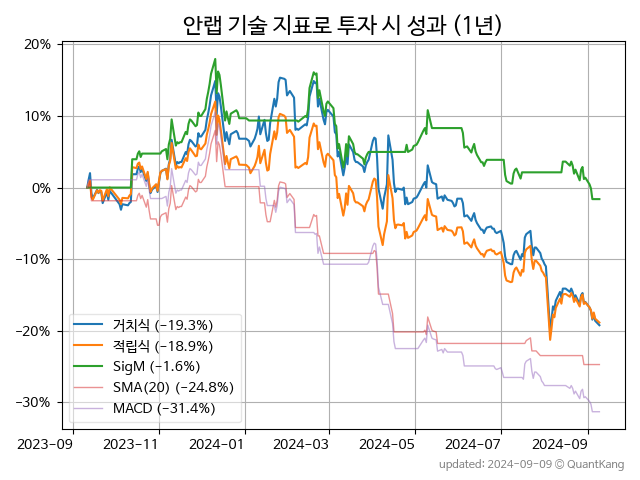 안랩 기술 지표로 투자 시 성과 (1년)
20%
10%
0%
−10%
−20%
−30%
거치식 (−19.3%)
적립식 (−18.9%)
SigM (−1.6%)
SMA(20) (−24.8%)
MACD (−31.4%)
2023-09 2023-11 2024-01 2024-03 2024-05 2024-07 2024-09
updated: 2024-09-09 © QuantKang